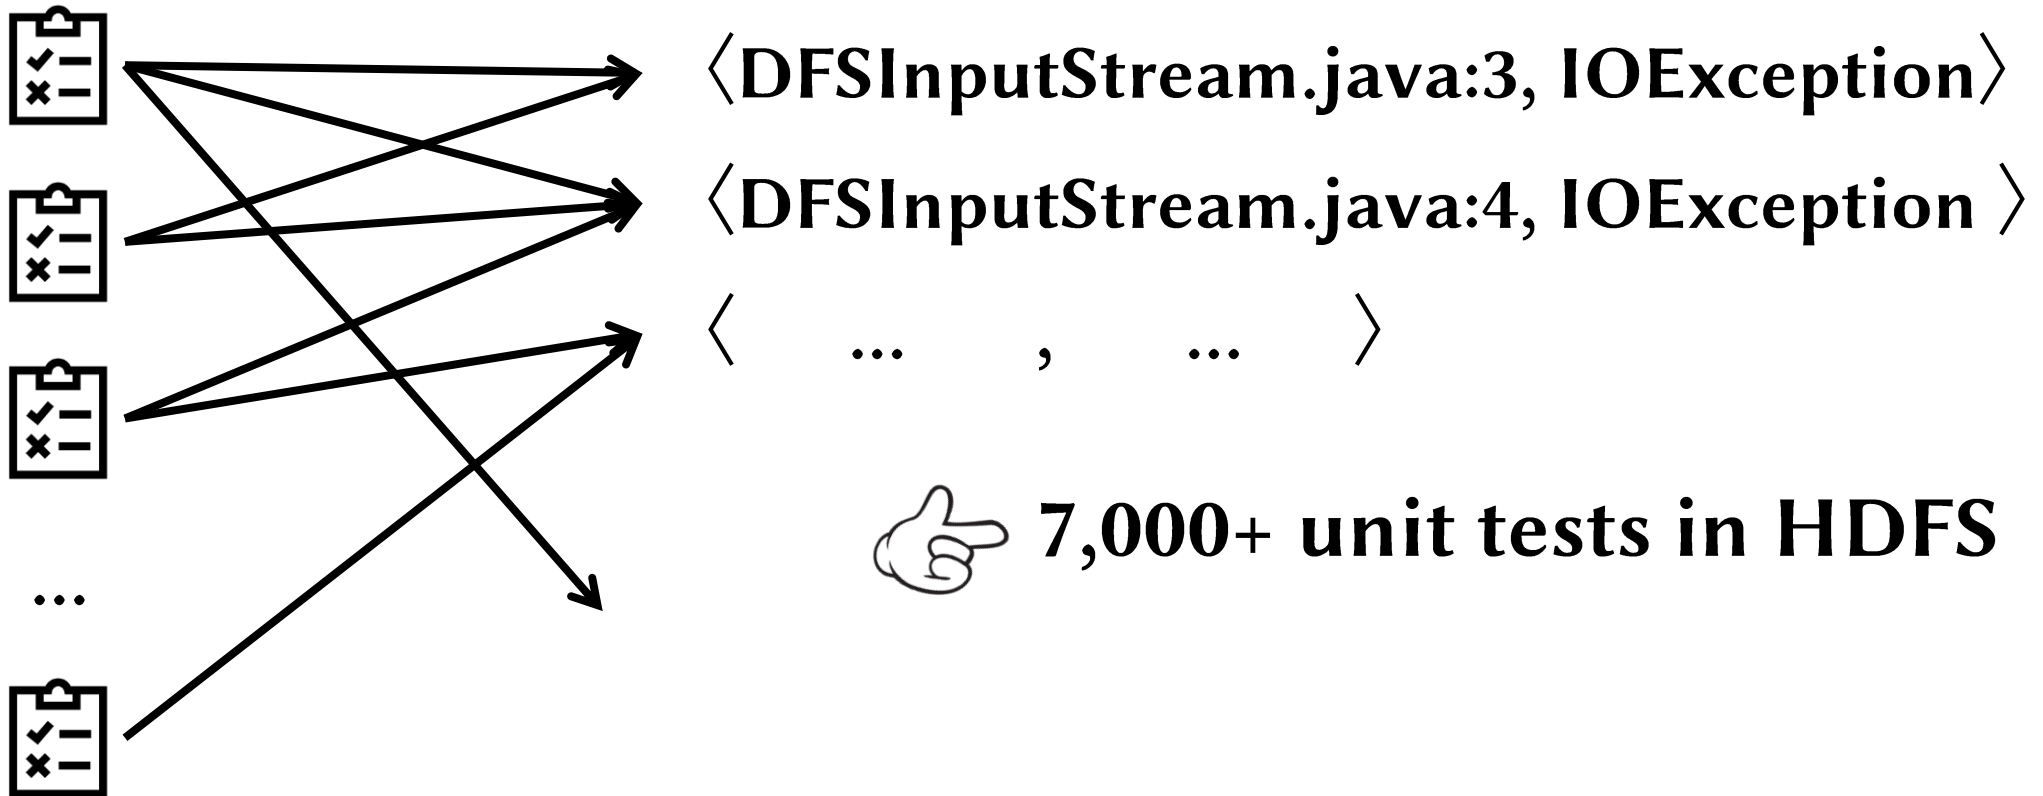 〈DFSInputStream.java:3, IOException〉
〈DFSInputStream.java:4, IOException 〉
〈 ... , ... 〉
7,000+ unit tests in HDFS
...